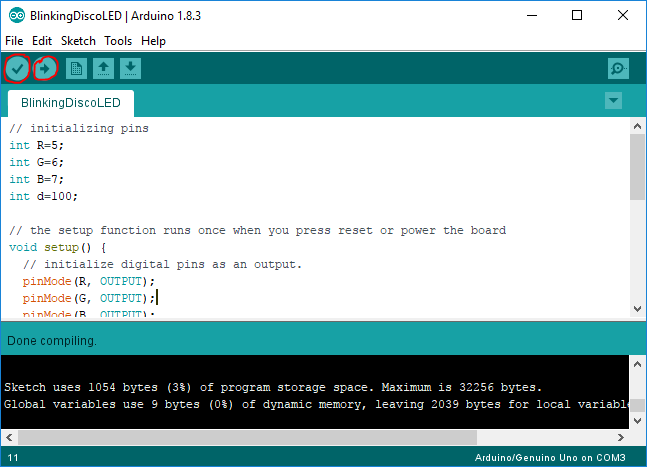 BlinkingDiscoLED | Arduino 1.8.3
File Edit Sketch Tools Help
BlinkingDiscoLED
// initializing pins
int R=5;
int G=6;
int B=7;
int d=100;
// the setup function runs once when you press reset or power the board
void setup() {
// initialize digital pins as an output.
pinMode(R, OUTPUT);
pinMode(G, OUTPUT);
pinMode(B, OUTPUT);
Done compiling.
Sketch uses 1054 bytes (3%) of program storage space. Maximum is 32256 bytes.
Global variables use 9 bytes (0%) of dynamic memory, leaving 2039 bytes for local variable
11 Arduino/Genuino Uno on COM3